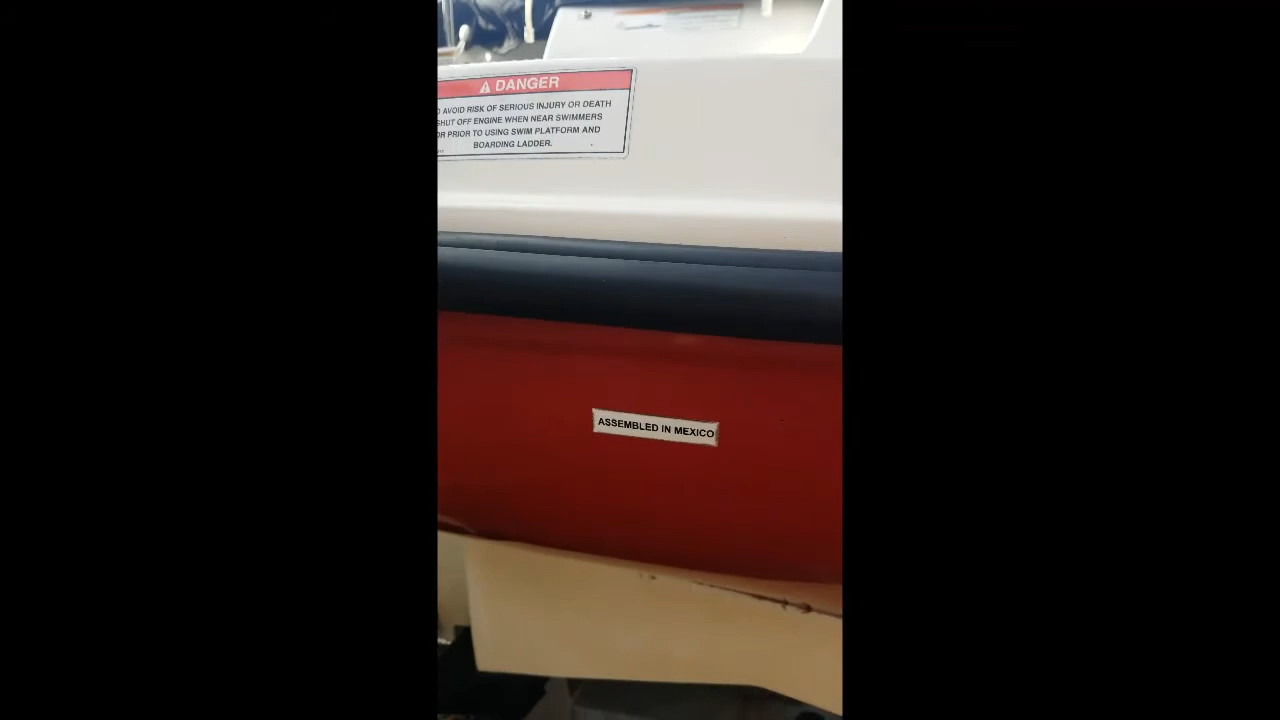 DANGER
AVOID RISK OF SERIOUS INJURY OR DEATH
SHUT OFF ENGINE WHEN NEAR SWIMMERS
OR PRIOR TO USING SWIM PLATFORM AND
BOARDING LADDER.
ASSEMBLED IN MEXICO